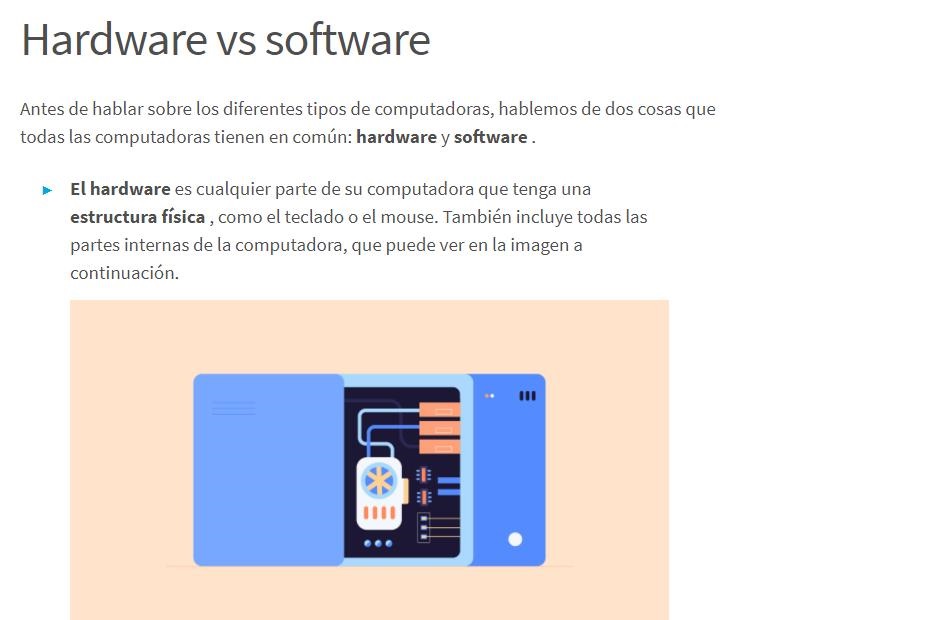 Hardware vs software
Antes de hablar sobre los diferentes tipos de computadoras, hablemos de dos cosas que
todas las computadoras tienen en común: hardware y software .
El hardware es cualquier parte de su computadora que tenga una
estructura física , como el teclado o el mouse. También incluye todas las
partes internas de la computadora, que puede ver en la imagen a
continuación.